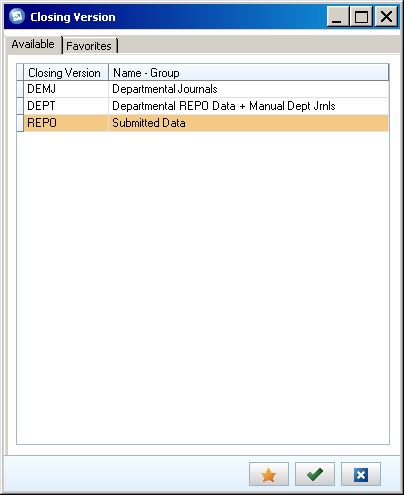 Closing Version
Available Favorites
Closing Version Name - Group
DEMJ Departmental Journals
DEPT Departmental REPO Data + Manual Dept Jrnls
REPO Submitted Data